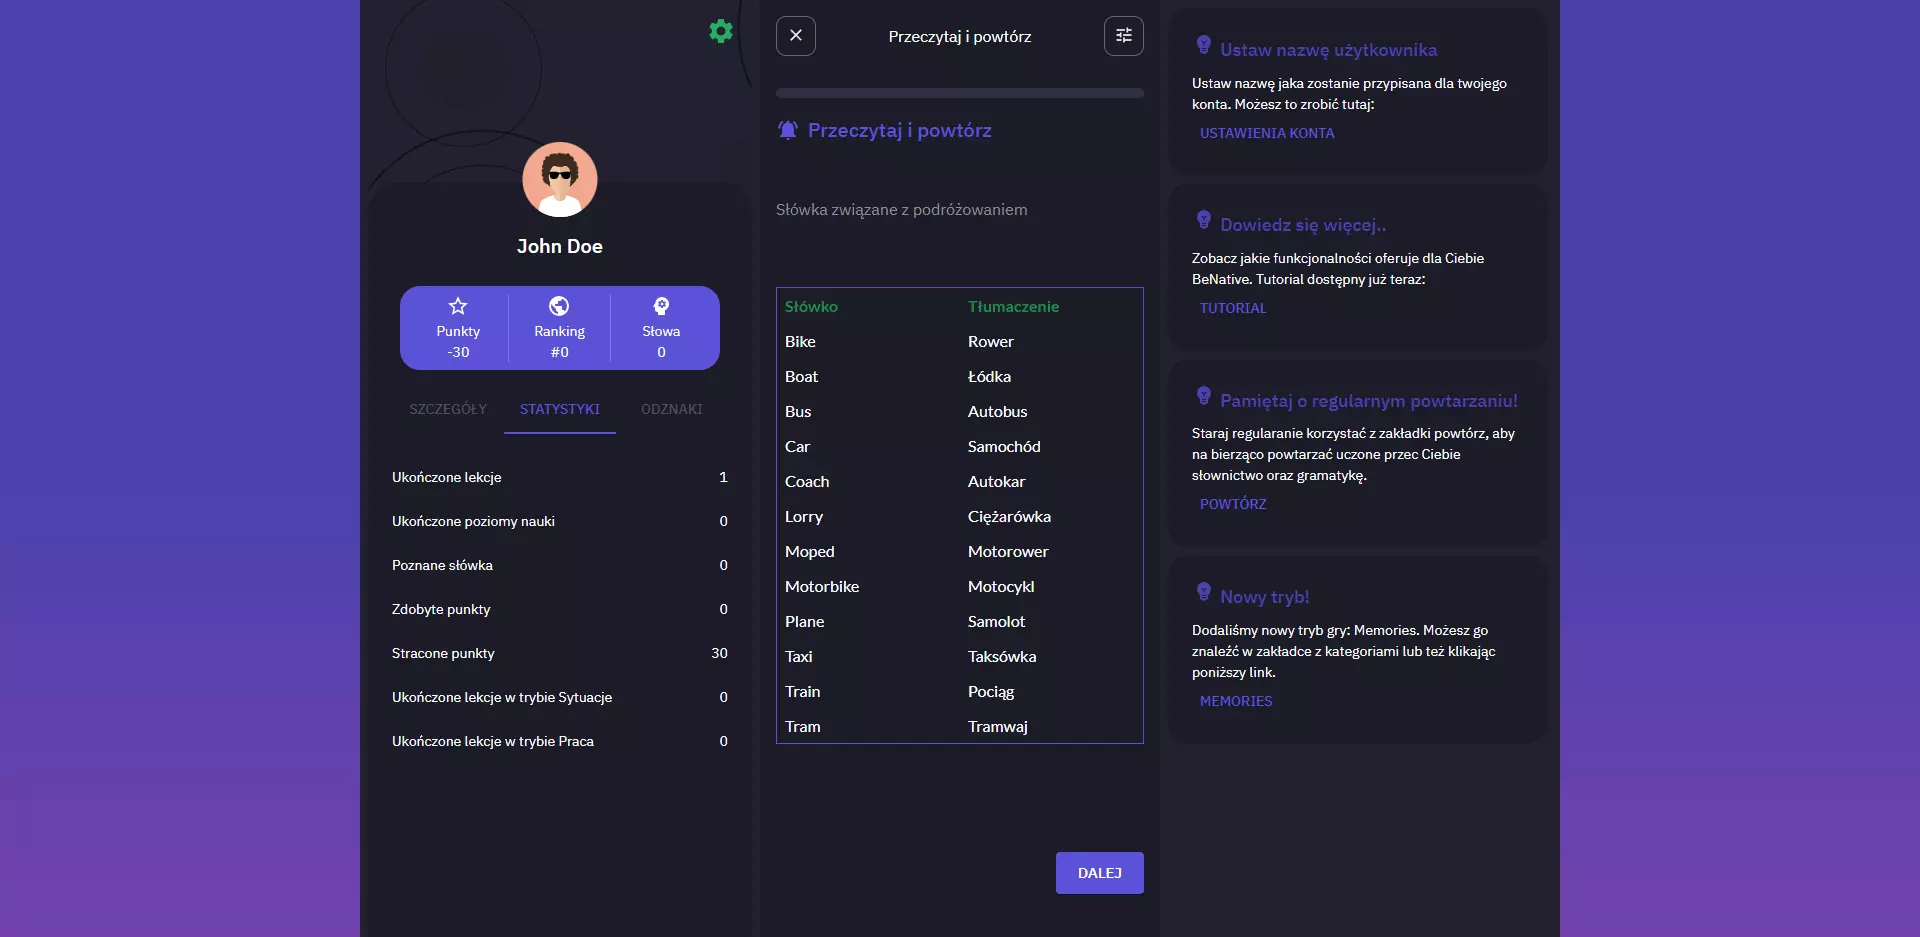 John Doe
Punkty
-30
Ranking
#0
Słowa
0
SZCZEGÓŁY STATYSTYKI ODZNAKI
Ukończone lekcje 1
Ukończone poziomy nauki 0
Poznane słówka 0
Zdobyte punkty 0
Stracone punkty 30
Ukończone lekcje w trybie Sytuacje 0
Ukończone lekcje w trybie Praca 0
Przeczytaj i powtórz
Przeczytaj i powtórz
Słówka związane z podróżowaniem
Słówko Tłumaczenie
Bike Rower
Boat Łódka
Bus Autobus
Car Samochód
Coach Autokar
Lorry Ciężarówka
Moped Motorower
Motorbike Motocykl
Plane Samolot
Taxi Taksówka
Train Pociąg
Tram Tramwaj
DALEJ
Ustaw nazwę użytkownika
Ustaw nazwę jaka zostanie przypisana dla twojego
konta. Możesz to zrobić tutaj:
USTAWIENIA KONTA
Dowiedz się więcej..
Zobacz jakie funkcjonalności oferuje dla Ciebie
BeNative. Tutorial dostępny już teraz:
TUTORIAL
Pamiętaj o regularnym powtarzaniu!
Staraj regularanie korzystać z zakładki powtórz, aby
na bierząco powtarzać uczone przec Ciebie
słownictwo oraz gramatykę.
POWTÓRZ
Nowy tryb!
Dodaliśmy nowy tryb gry: Memories. Możesz go
znaleźć w zakładce z kategoriami lub też klikając
poniższy link.
MEMORIES